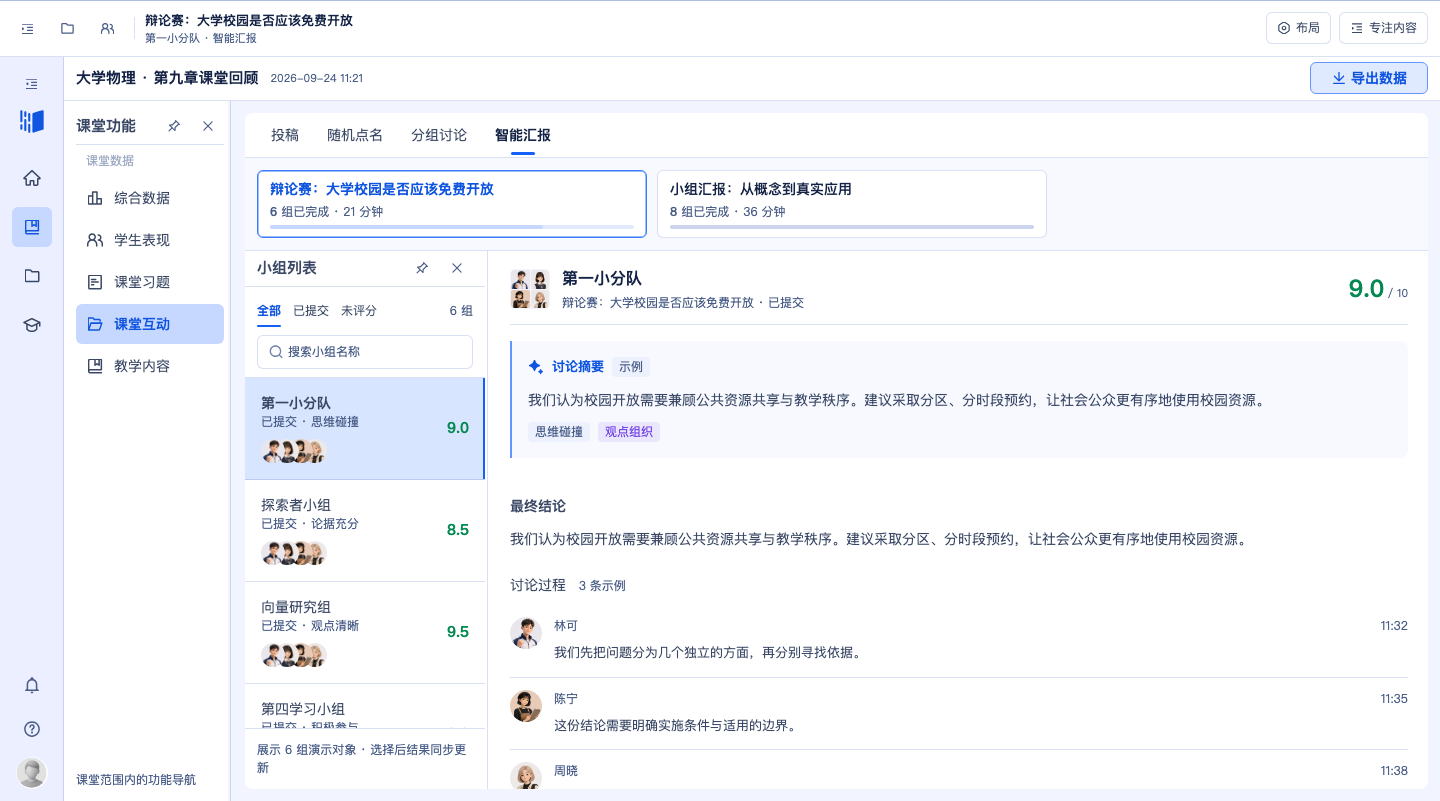 辩论赛：大学校园是否应该免费开放
第一小分队 · 智能汇报
布局
专注内容
大学物理 · 第九章课堂回顾
2026-09-24 11:21
导出数据
课堂功能
课堂数据
综合数据
学生表现
课堂习题
课堂互动
教学内容
课堂范围内的功能导航
投稿
随机点名
分组讨论
智能汇报
辩论赛：大学校园是否应该免费开放
6 组已完成 · 21 分钟
小组汇报：从概念到真实应用
8 组已完成 · 36 分钟
小组列表
全部
已提交
未评分
6 组
搜索小组名称
第一小分队
已提交 · 思维碰撞
9.0
探索者小组
已提交 · 论据充分
8.5
向量研究组
已提交 · 观点清晰
9.5
第四学习小组
已提交 · 积极参与
展示 6 组演示对象 · 选择后结果同步更
新
第一小分队
辩论赛：大学校园是否应该免费开放 · 已提交
9.0 / 10
讨论摘要
示例
我们认为校园开放需要兼顾公共资源共享与教学秩序。建议采取分区、分时段预约，让社会公众更有序地使用校园资源。
思维碰撞
观点组织
最终结论
我们认为校园开放需要兼顾公共资源共享与教学秩序。建议采取分区、分时段预约，让社会公众更有序地使用校园资源。
讨论过程
3 条示例
林可
11:32
我们先把问题分为几个独立的方面，再分别寻找依据。
陈宁
11:35
这份结论需要明确实施条件与适用的边界。
周晓
11:38